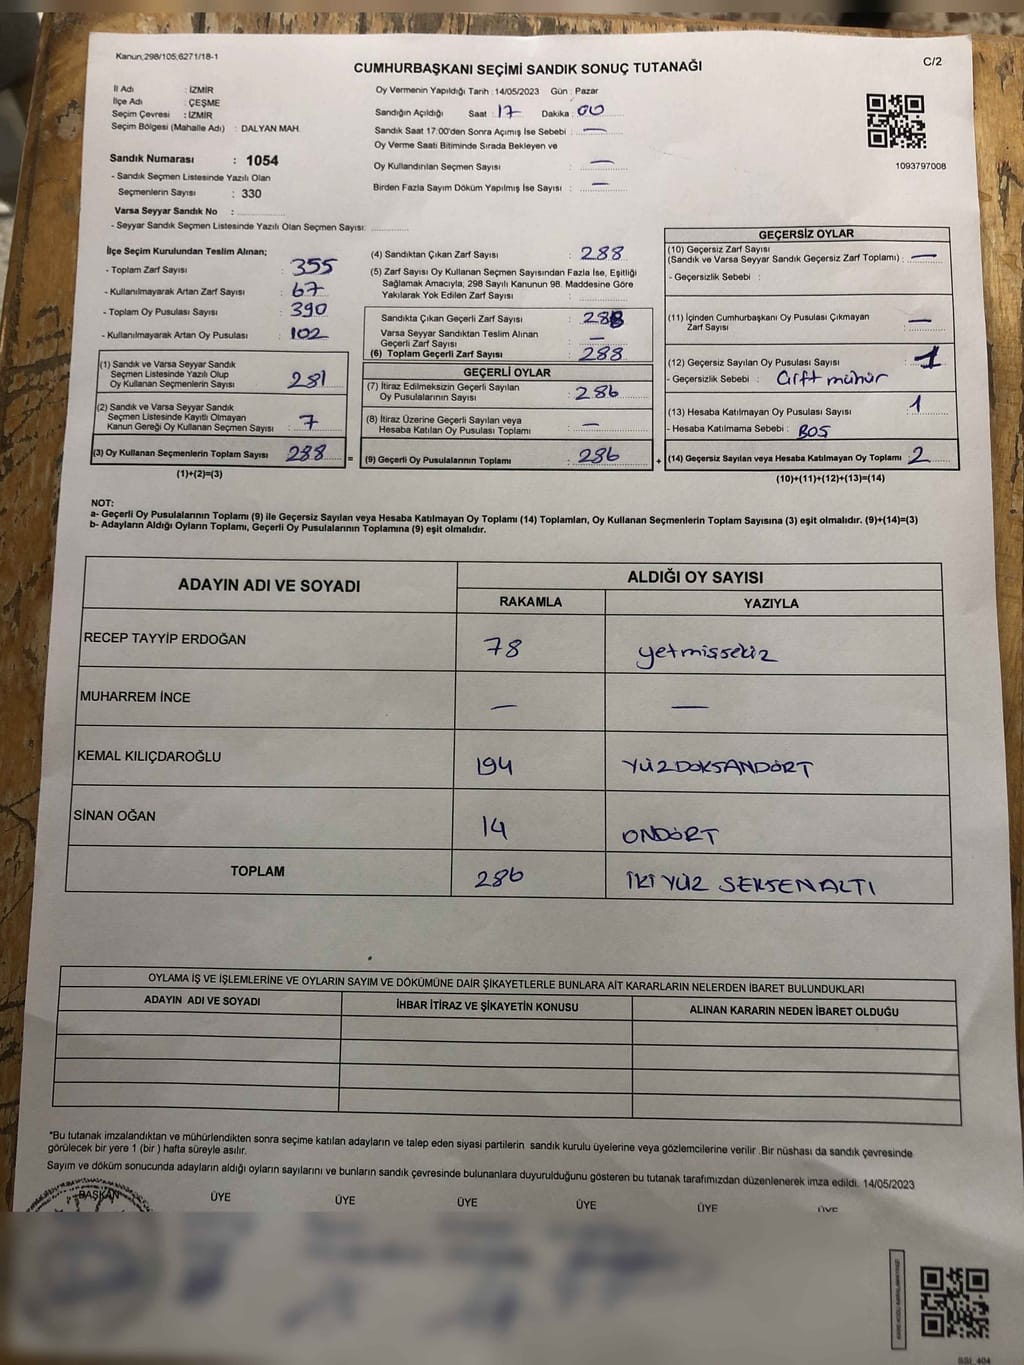 Kanun;298/105;6271/18-1
C/2
CUMHURBAŞKANI SEÇİMİ SANDIK SONUÇ TUTANAĞI
İl Adı : İZMİR
İlçe Adı : ÇEŞME
Seçim Çevresi : İZMİR
Seçim Bölgesi (Mahalle Adı) : DALYAN MAH.
Sandık Numarası : 1054
- Sandık Seçmen Listesinde Yazılı Olan
Seçmenlerin Sayısı : 330
Varsa Seyyar Sandık No :
- Seyyar Sandık Seçmen Listesinde Yazılı Olan Seçmen Sayısı:
Oy Vermenin Yapıldığı Tarih : 14/05/2023 Gün : Pazar
Sandığın Açıldığı Saat : 17 Dakika : 00
Sandık Saat 17:00'den Sonra Açımış İse Sebebi : —
Oy Verme Saati Bitiminde Sırada Bekleyen ve
Oy Kullandırılan Seçmen Sayısı : —
Birden Fazla Sayım Döküm Yapılmış İse Sayısı : —
1093797008
İlçe Seçim Kurulundan Teslim Alınan;
- Toplam Zarf Sayısı : 355
- Kullanılmayarak Artan Zarf Sayısı : 67
- Toplam Oy Pusulası Sayısı : 390
- Kullanılmayarak Artan Oy Pusulası : 102
(1) Sandık ve Varsa Seyyar Sandık
Seçmen Listesinde Yazılı Olup
Oy Kullanan Seçmenlerin Sayısı : 281
(2) Sandık ve Varsa Seyyar Sandık
Seçmen Listesinde Kayıtlı Olmayan
Kanun Gereği Oy Kullanan Seçmen Sayısı : 7
(3) Oy Kullanan Seçmenlerin Toplam Sayısı : 288 =
(1)+(2)=(3)
(4) Sandıktan Çıkan Zarf Sayısı : 288
(5) Zarf Sayısı Oy Kullanan Seçmen Sayısından Fazla İse, Eşitliği
Sağlamak Amacıyla; 298 Sayılı Kanunun 98. Maddesine Göre
Yakılarak Yok Edilen Zarf Sayısı :
Sandıkta Çıkan Geçerli Zarf Sayısı : 288
Varsa Seyyar Sandıktan Teslim Alınan
Geçerli Zarf Sayısı : —
(6) Toplam Geçerli Zarf Sayısı : 288
GEÇERLİ OYLAR
(7) İtiraz Edilmeksizin Geçerli Sayılan
Oy Pusulalarının Sayısı : 286
(8) İtiraz Üzerine Geçerli Sayılan veya
Hesaba Katılan Oy Pusulası Toplamı : —
(9) Geçerli Oy Pusulalarının Toplamı : 286 +
GEÇERSİZ OYLAR
(10) Geçersiz Zarf Sayısı
(Sandık ve Varsa Seyyar Sandık Geçersiz Zarf Toplamı) : —
- Geçersizlik Sebebi :
(11) İçinden Cumhurbaşkanı Oy Pusulası Çıkmayan
Zarf Sayısı : —
(12) Geçersiz Sayılan Oy Pusulası Sayısı : 1
- Geçersizlik Sebebi : Çift mühür
(13) Hesaba Katılmayan Oy Pusulası Sayısı : 1
- Hesaba Katılmama Sebebi : BOŞ
(14) Geçersiz Sayılan veya Hesaba Katılmayan Oy Toplamı : 2
(10)+(11)+(12)+(13)=(14)
NOT:
a- Geçerli Oy Pusulalarının Toplamı (9) ile Geçersiz Sayılan veya Hesaba Katılmayan Oy Toplamı (14) Toplamları, Oy Kullanan Seçmenlerin Toplam Sayısına (3) eşit olmalıdır. (9)+(14)=(3)
b- Adayların Aldığı Oyların Toplamı, Geçerli Oy Pusulalarının Toplamına (9) eşit olmalıdır.
ADAYIN ADI VE SOYADI
ALDIĞI OY SAYISI
RAKAMLA YAZIYLA
RECEP TAYYİP ERDOĞAN 78 yetmişsekiz
MUHARREM İNCE — —
KEMAL KILIÇDAROĞLU 194 YÜZDOKSANDÖRT
SİNAN OĞAN 14 ONDÖRT
TOPLAM 286 İKİ YÜZ SEKSENALTI
OYLAMA İŞ VE İŞLEMLERİNE VE OYLARIN SAYIM VE DÖKÜMÜNE DAİR ŞİKAYETLERLE BUNLARA AİT KARARLARIN NELERDEN İBARET BULUNDUKLARI
ADAYIN ADI VE SOYADI İHBAR İTİRAZ VE ŞİKAYETİN KONUSU ALINAN KARARIN NEDEN İBARET OLDUĞU
*Bu tutanak imzalandıktan ve mühürlendikten sonra seçime katılan adayların ve talep eden siyasi partilerin sandık kurulu üyelerine veya gözlemcilerine verilir .Bir nüshası da sandık çevresinde
görülecek bir yere 1 (bir ) hafta süreyle asılır.
Sayım ve döküm sonucunda adayların aldığı oyların sayılarını ve bunların sandık çevresinde bulunanlara duyurulduğunu gösteren bu tutanak tarafımızdan düzenlenerek imza edildi. 14/05/2023
BAŞKAN ÜYE ÜYE ÜYE ÜYE ÜYE ÜYE